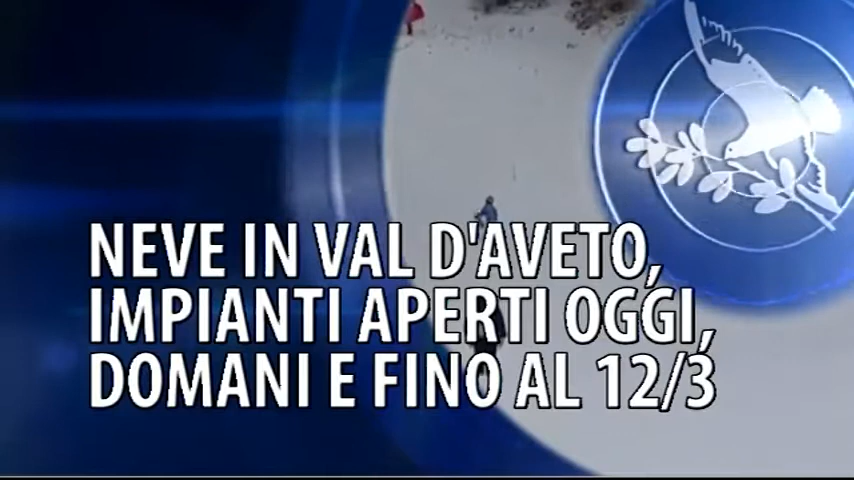 NEVE IN VAL D'AVETO,
IMPIANTI APERTI OGGI,
DOMANI E FINO AL 12/3